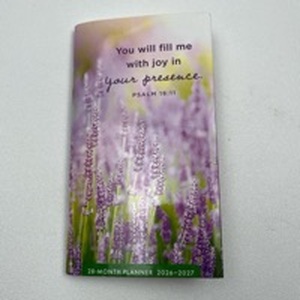 You will fill me
with joy in
your presence.
PSALM 16:11
28-MONTH PLANNER 2026–2027